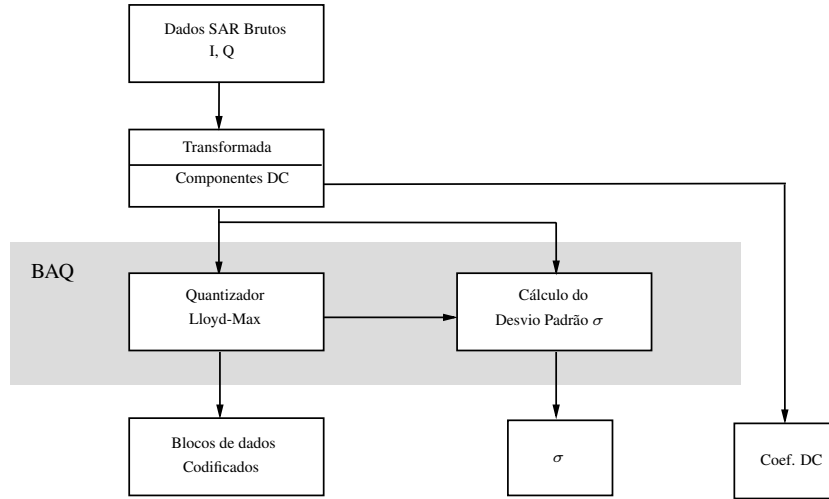 Dados SAR Brutos
I, Q
Transformada
Componentes DC
BAQ
Quantizador
Lloyd-Max
Cálculo do
Desvio Padrão σ
Blocos de dados
Codificados
σ
Coef. DC